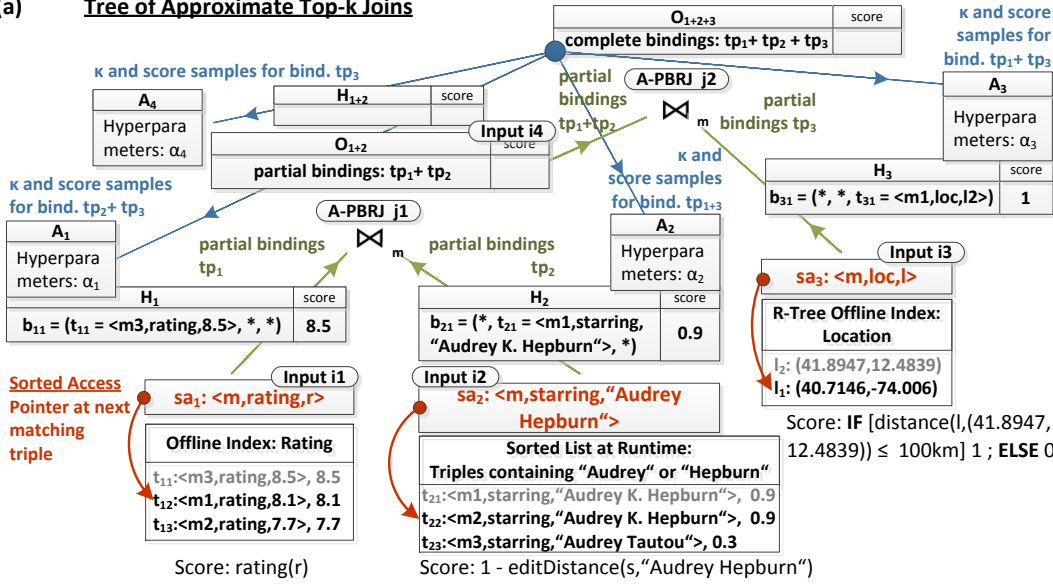 (a) Tree of Approximate Top-k Joins
O1+2+3 score
complete bindings: tp1+ tp2 + tp3
κ and score
samples for
bind. tp1+ tp3
κ and score samples for bind. tp3
A4
Hyperpara
meters: α4
H1+2 score
Input i4
O1+2 score
partial bindings: tp1+ tp2
partial
bindings
tp1+tp2
A-PBRJ j2
⋈ m
partial
bindings tp3
A3
Hyperpara
meters: α3
κ and score samples
for bind. tp2+ tp3
κ and
score samples
for bind. tp1+3
H3 score
b31 = (*, *, t31 = <m1,loc,l2>) 1
A-PBRJ j1
⋈ m
A1
Hyperpara
meters: α1
partial bindings
tp1
partial bindings
tp2
A2
Hyperpara
meters: α2
H1 score
b11 = (t11 = <m3,rating,8.5>, *, *) 8.5
H2 score
b21 = (*, t21 = <m1,starring,
“Audrey K. Hepburn“>, *) 0.9
Input i3
sa3: <m,loc,l>
R-Tree Offline Index:
Location
l2: (41.8947,12.4839)
l1: (40.7146,-74.006)
Score: IF [distance(l,(41.8947,
12.4839)) ≤ 100km] 1 ; ELSE 0
Sorted Access
Pointer at next
matching
triple
Input i1
sa1: <m,rating,r>
Offline Index: Rating
t11:<m3,rating,8.5>, 8.5
t12:<m1,rating,8.1>, 8.1
t13:<m2,rating,7.7>, 7.7
Score: rating(r)
Input i2
sa2: <m,starring,“Audrey
Hepburn“>
Sorted List at Runtime:
Triples containing “Audrey“ or “Hepburn“
t21:<m1,starring,“Audrey K. Hepburn“>, 0.9
t22:<m2,starring,“Audrey K. Hepburn“>, 0.9
t23:<m3,starring,“Audrey Tautou“>, 0.3
Score: 1 - editDistance(s,“Audrey Hepburn“)